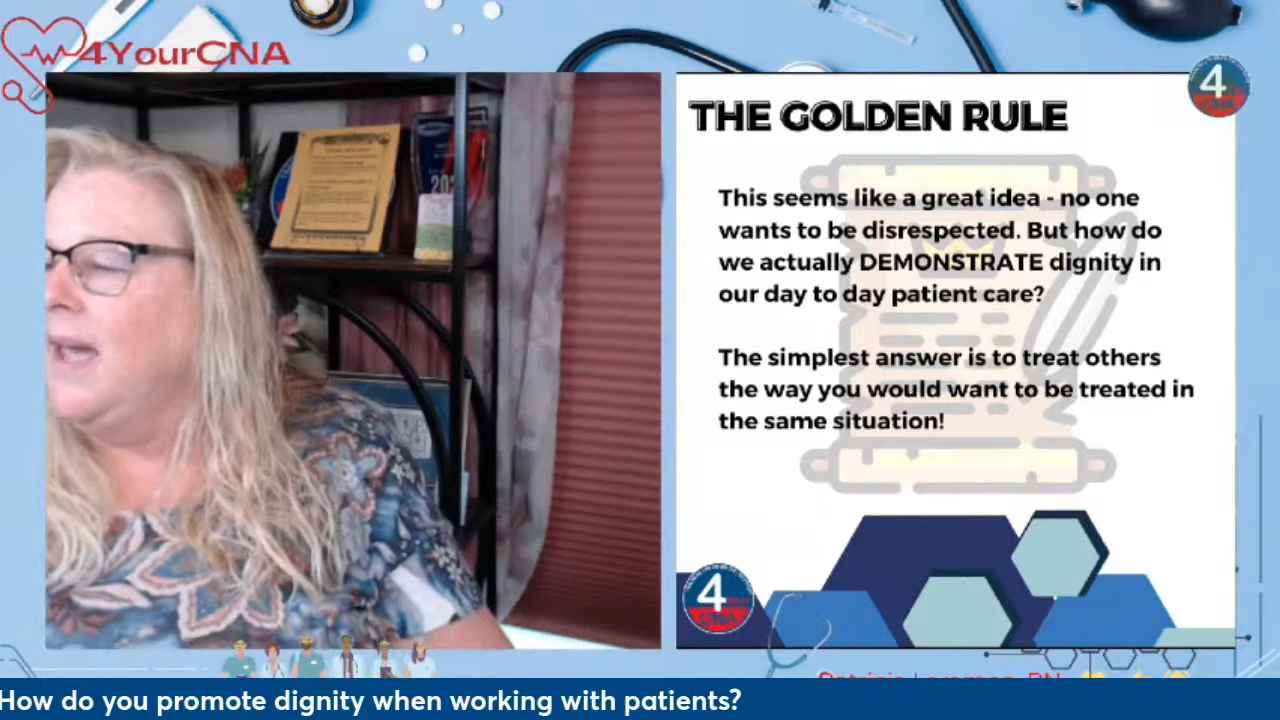 4YourCNA
4
THE GOLDEN RULE
This seems like a great idea - no one
wants to be disrespected. But how do
we actually DEMONSTRATE dignity in
our day to day patient care?
The simplest answer is to treat others
the way you would want to be treated in
the same situation!
4
CNA
How do you promote dignity when working with patients?